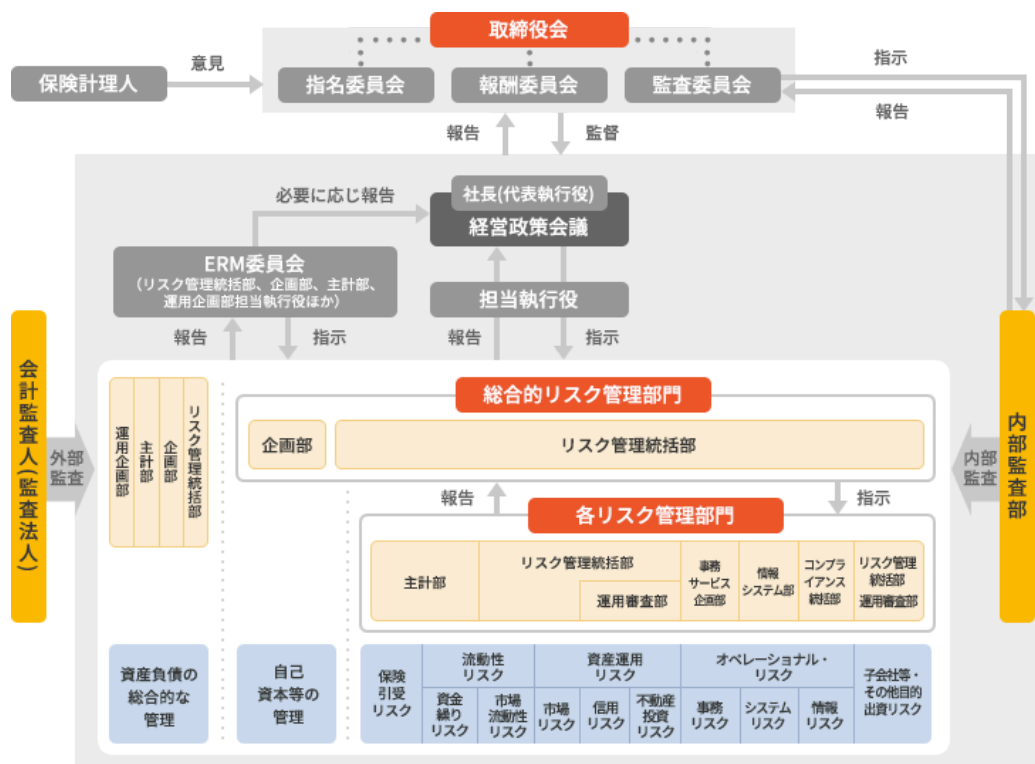 取締役会
意見
指示
保険計理人
指名委員会
報酬委員会
監査委員会
報告
報告
監督
必要に応じ報告
社長(代表執行役)
経営政策会議
ERM委員会
(リスク管理統括部、企画部、主計部、
運用企画部担当執行役ほか)
担当執行役
報告
指示
報告
指示
会計監査人(監査法人)
外部
監査
内部監査部
内部
監査
運用企画部
主計部
企画部
リスク管理統括部
総合的リスク管理部門
企画部
リスク管理統括部
報告
指示
各リスク管理部門
主計部
リスク管理統括部
運用審査部
事務
サービス
企画部
情報
システム部
コンプラ
イアンス
統括部
リスク管理
統括部
運用審査部
資産負債の
総合的な
管理
自己
資本等の
管理
保険
引受
リスク
流動性
リスク
資金
繰り
リスク
市場
流動性
リスク
資産運用
リスク
市場
リスク
信用
リスク
不動産
投資
リスク
オペレーショナル・
リスク
事務
リスク
システム
リスク
情報
リスク
子会社等・
その他目的
出資リスク